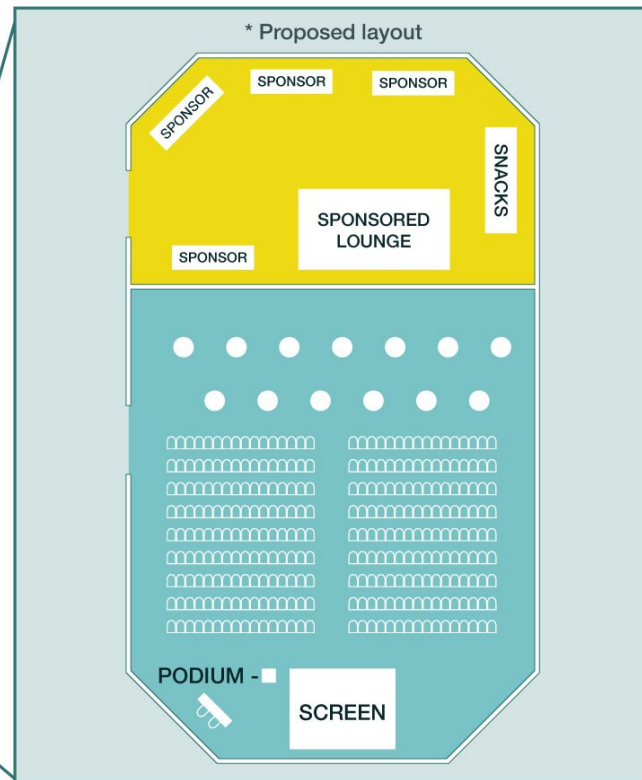 * Proposed layout
SPONSOR
SPONSOR
SPONSOR
SNACKS
SPONSORED
LOUNGE
SPONSOR
PODIUM -
SCREEN